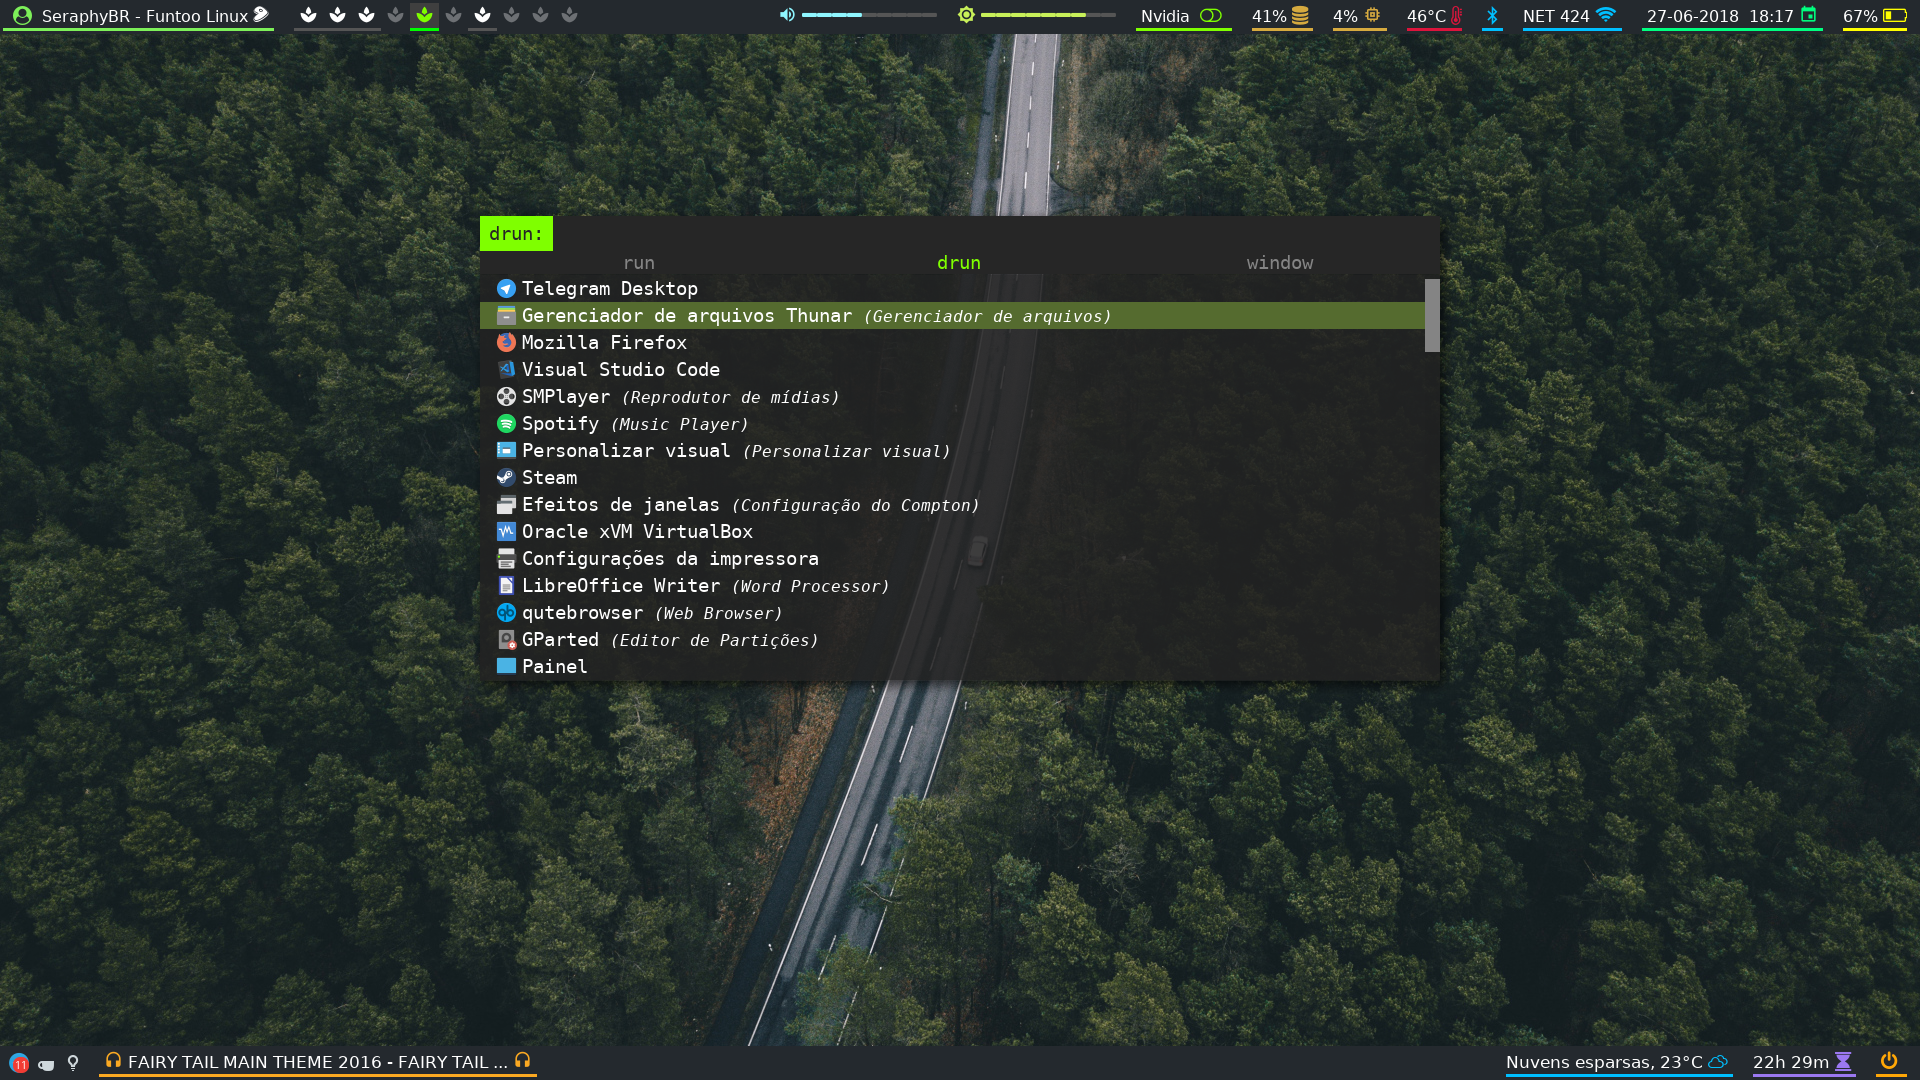 SeraphyBR - Funtoo Linux
Nvidia
41%
4%
46°C
NET 424
27-06-2018 18:17
67%
drun:
run drun window
Telegram Desktop
Gerenciador de arquivos Thunar (Gerenciador de arquivos)
Mozilla Firefox
Visual Studio Code
SMPlayer (Reprodutor de mídias)
Spotify (Music Player)
Personalizar visual (Personalizar visual)
Steam
Efeitos de janelas (Configuração do Compton)
Oracle xVM VirtualBox
Configurações da impressora
LibreOffice Writer (Word Processor)
qutebrowser (Web Browser)
GParted (Editor de Partições)
Painel
11
FAIRY TAIL MAIN THEME 2016 - FAIRY TAIL ...
Nuvens esparsas, 23°C
22h 29m